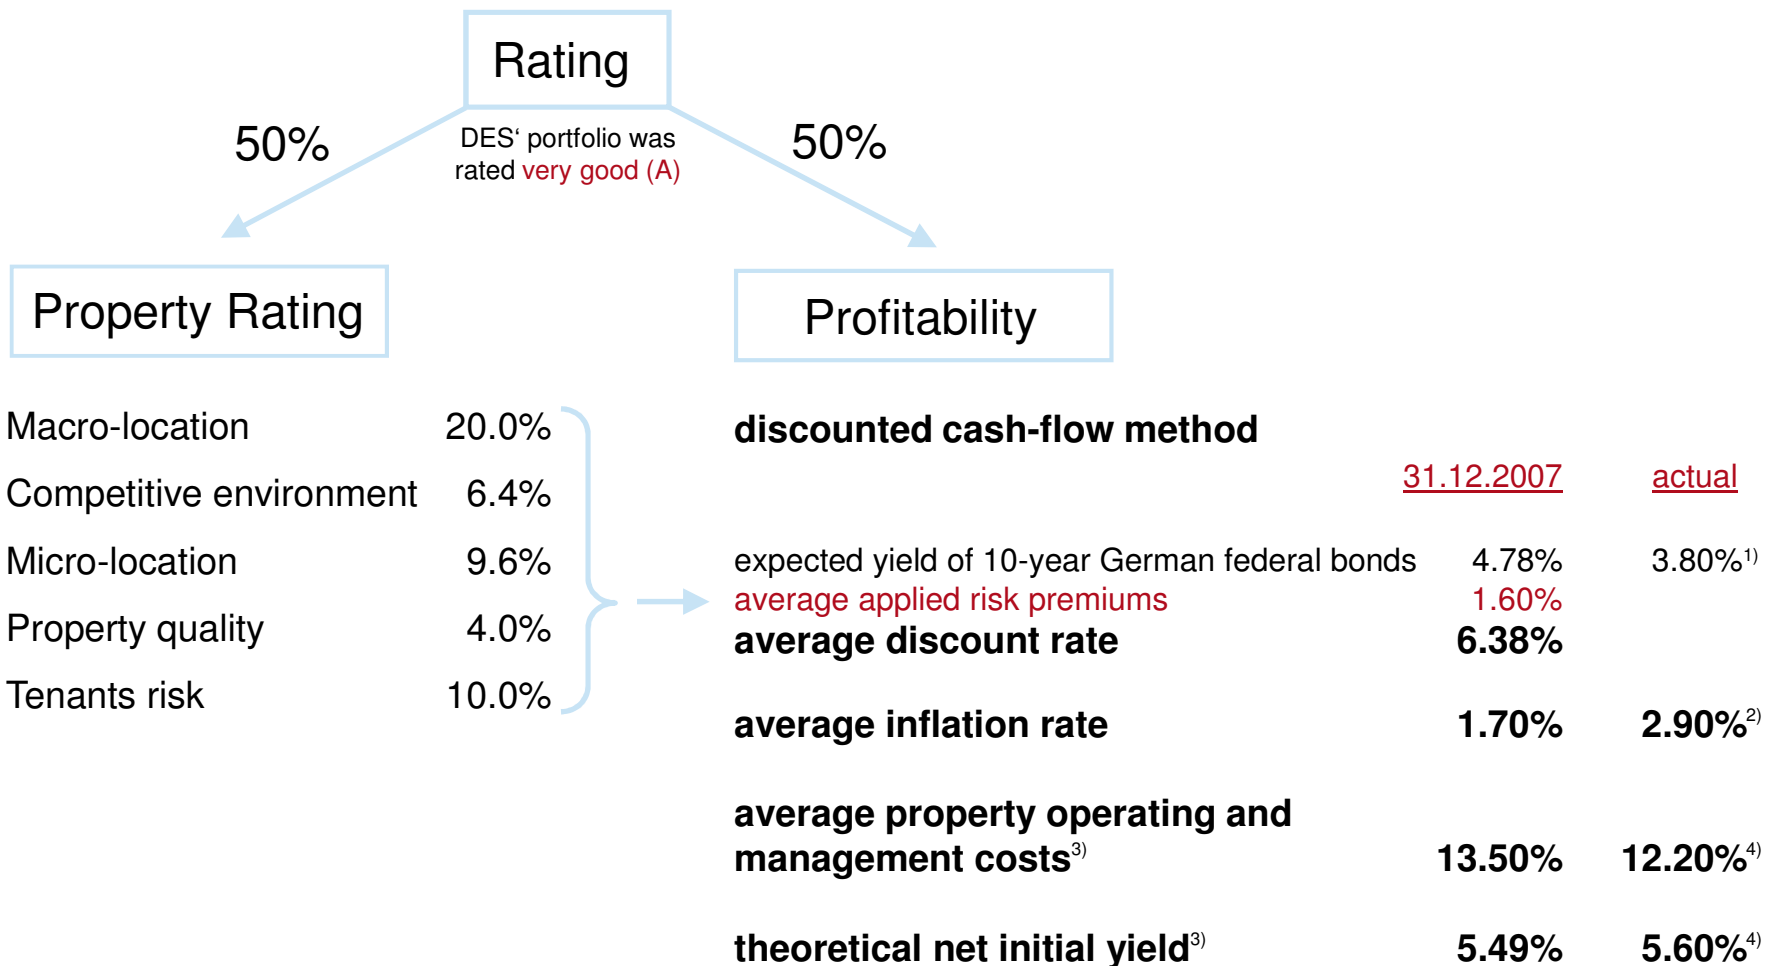 Rating
50%
DES‘ portfolio was
rated very good (A)
50%
Property Rating
Profitability
Macro-location 20.0%
Competitive environment 6.4%
Micro-location 9.6%
Property quality 4.0%
Tenants risk 10.0%
discounted cash-flow method
31.12.2007 actual
expected yield of 10-year German federal bonds 4.78% 3.80%1)
average applied risk premiums 1.60%
average discount rate 6.38%
average inflation rate 1.70% 2.90%2)
average property operating and
management costs3) 13.50% 12.20%4)
theoretical net initial yield3) 5.49% 5.60%4)